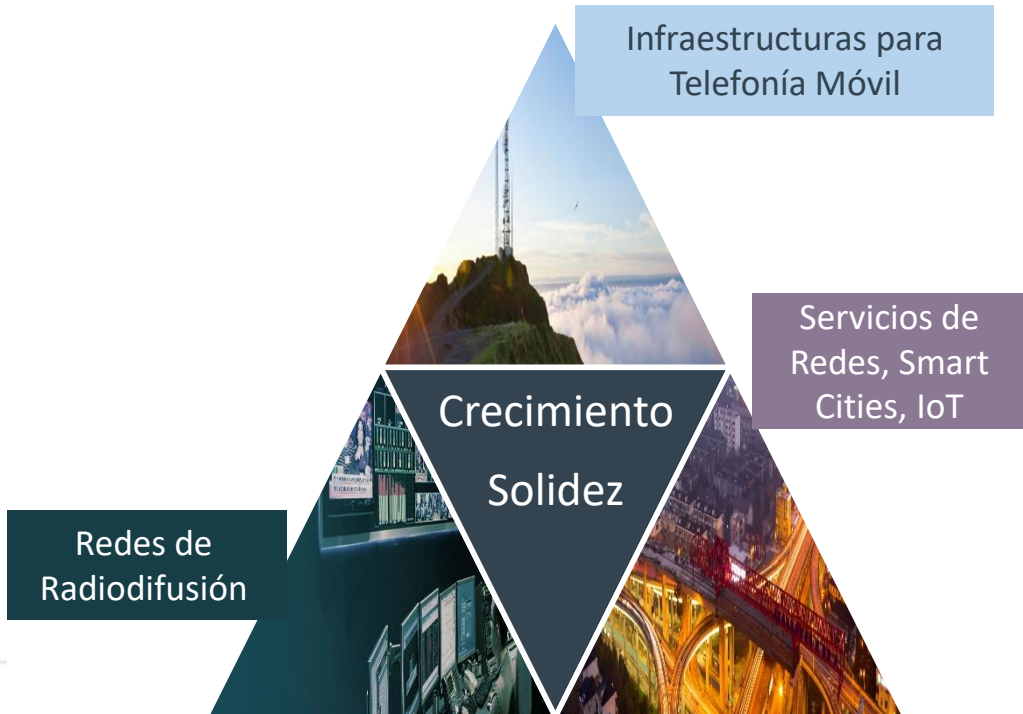 Infraestructuras para
Telefonía Móvil
Servicios de
Redes, Smart
Cities, IoT
Crecimiento
Solidez
Redes de
Radiodifusión